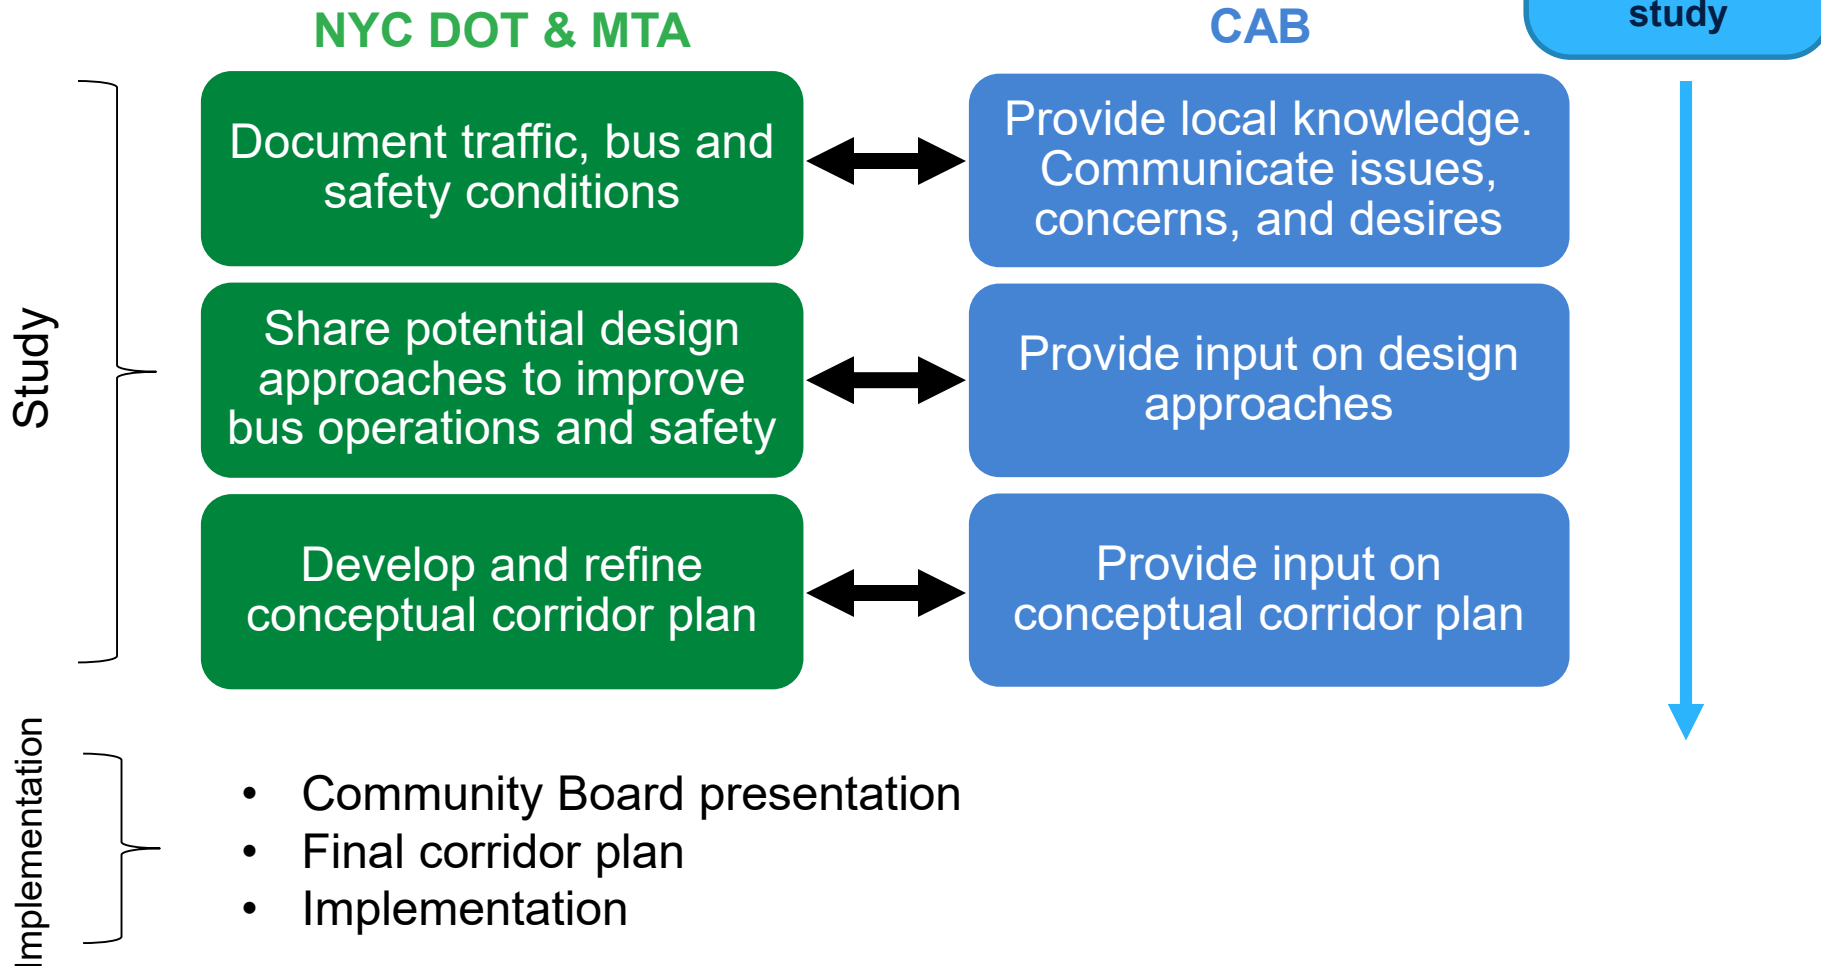 NYC DOT & MTA
CAB
study
Study
Document traffic, bus and
safety conditions
Provide local knowledge.
Communicate issues,
concerns, and desires
Share potential design
approaches to improve
bus operations and safety
Provide input on design
approaches
Develop and refine
conceptual corridor plan
Provide input on
conceptual corridor plan
Implementation
• Community Board presentation
• Final corridor plan
• Implementation